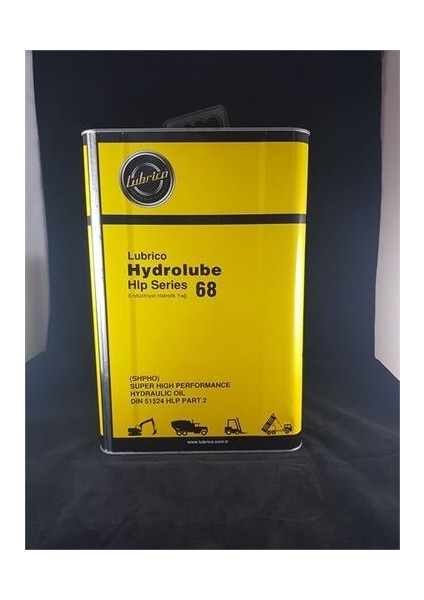 Lubrico
Lubrico
Hydrolube
Hlp Series 68
Endüstriyel Hidrolik Yağ
(SHPHO)
SUPER HIGH PERFORMANCE
HYDRAULIC OIL
DIN 51524 HLP PART 2
www.lubrico.com.tr